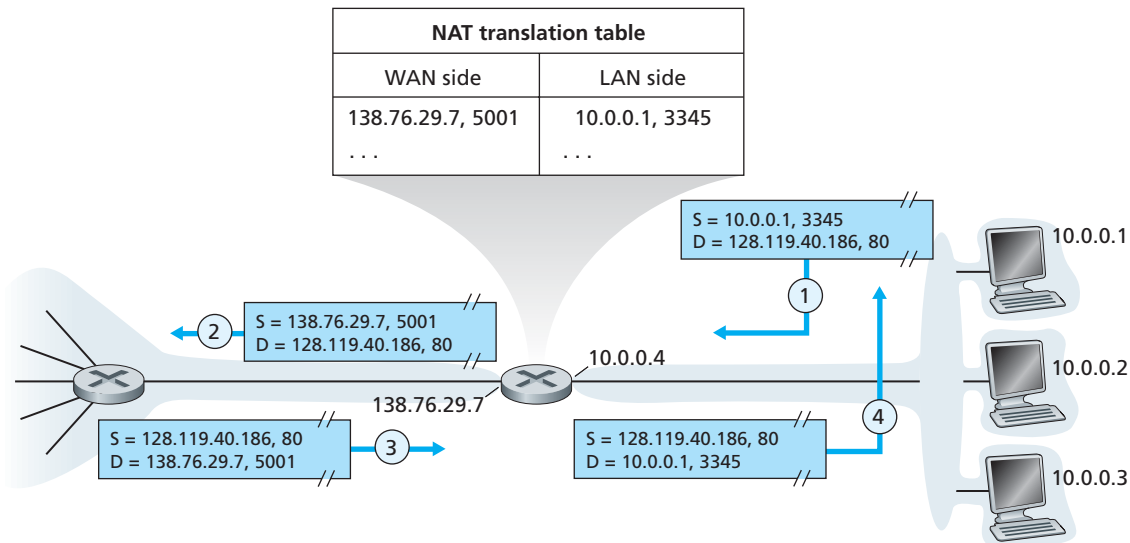 NAT translation table
WAN side
LAN side
138.76.29.7, 5001
10.0.0.1, 3345
. . .
. . .
S = 10.0.0.1, 3345
D = 128.119.40.186, 80
10.0.0.1
1
2
S = 138.76.29.7, 5001
D = 128.119.40.186, 80
10.0.0.4
10.0.0.2
138.76.29.7
4
S = 128.119.40.186, 80
D = 138.76.29.7, 5001
3
S = 128.119.40.186, 80
D = 10.0.0.1, 3345
10.0.0.3